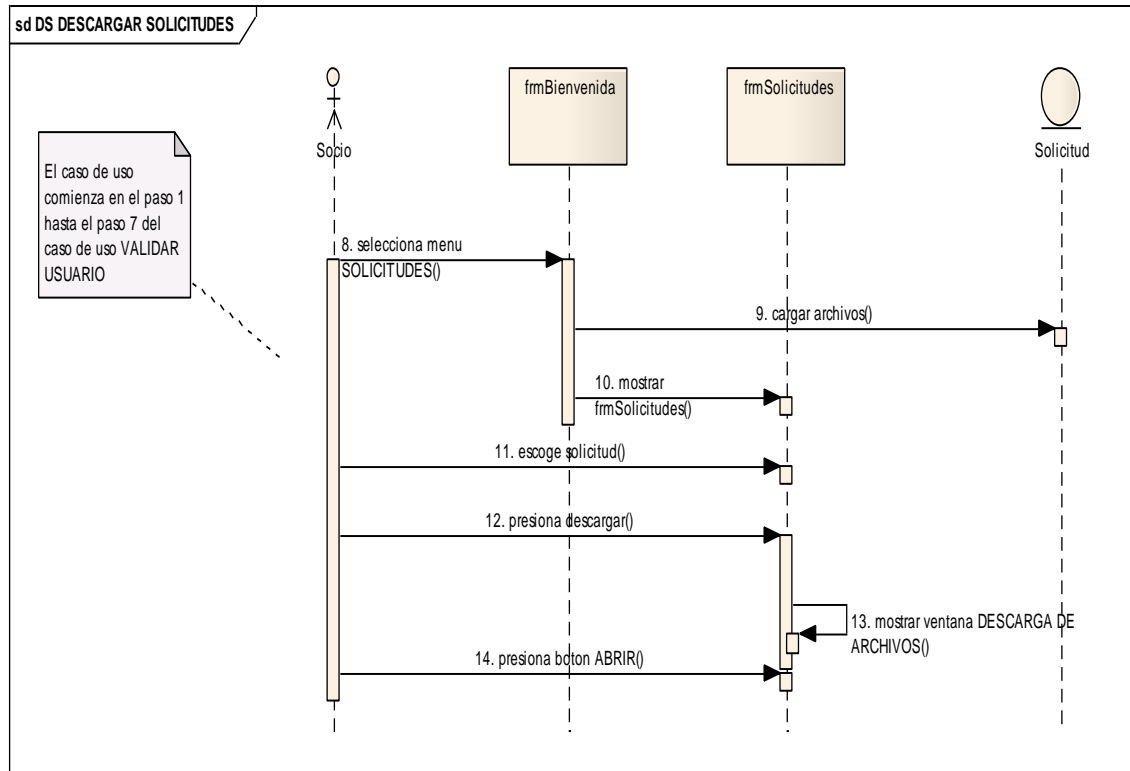 sd DS DESCARGAR SOLICITUDES
frmBienvenida
frmSolicitudes
Socio
Solicitud
El caso de uso
comienza en el paso 1
hasta el paso 7 del
caso de uso VALIDAR
USUARIO
8. selecciona menu
SOLICITUDES()
9. cargar archivos()
10. mostrar
frmSolicitudes()
11. escoge solicitud()
12. presiona descargar()
13. mostrar ventana DESCARGA DE
ARCHIVOS()
14. presiona boton ABRIR()